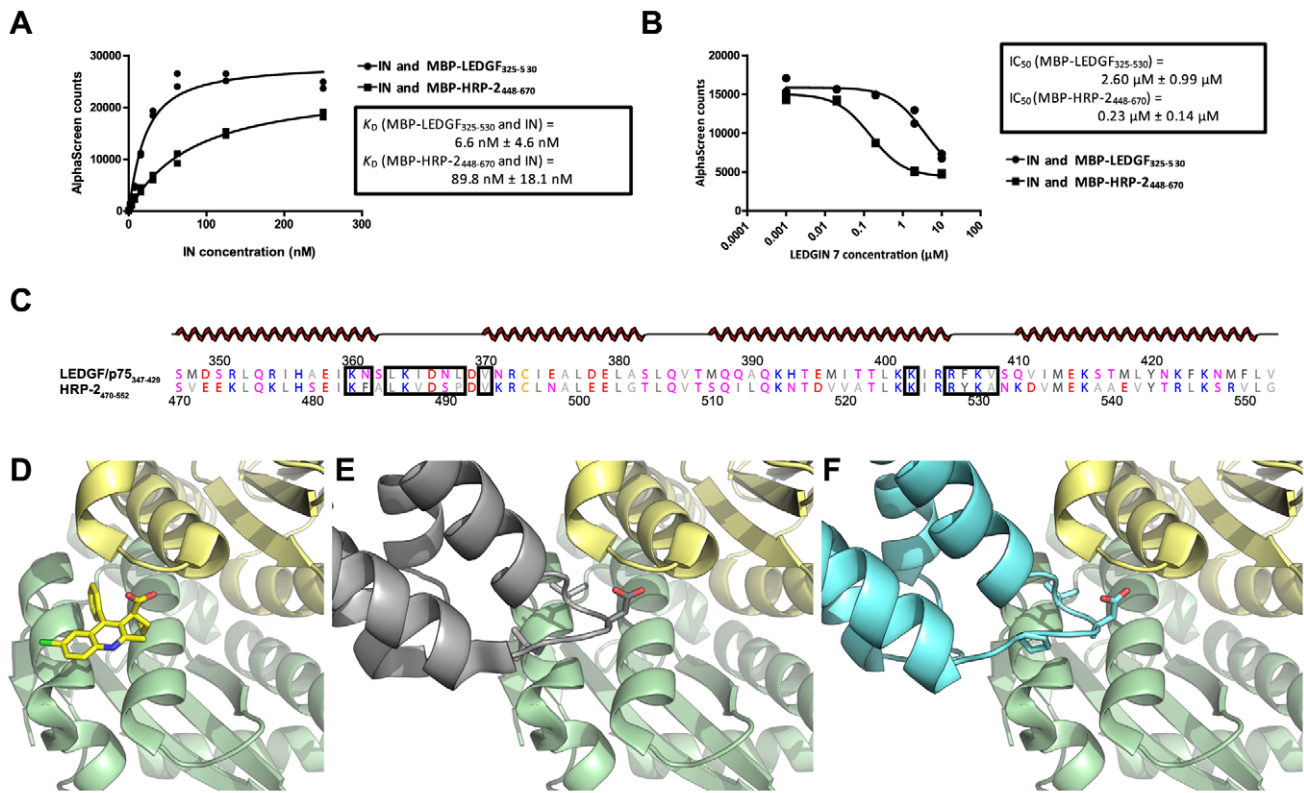 A
B
30000
20000
10000
0
AlphaScreen counts
0
100
200
300
IN concentration (nM)
IN and MBP-LEDGF325-530
IN and MBP-HRP-2448-670
KD (MBP-LEDGF325-530 and IN) =
6.6 nM ± 4.6 nM
KD (MBP-HRP-2448-670 and IN) =
89.8 nM ± 18.1 nM
20000
15000
10000
5000
0
AlphaScreen counts
0.0001
0.001
0.01
0.1
1
10
100
LEDGIN 7 concentration (µM)
IC50 (MBP-LEDGF325-530) =
2.60 µM ± 0.99 µM
IC50 (MBP-HRP-2448-670) =
0.23 µM ± 0.14 µM
IN and MBP-LEDGF325-530
IN and MBP-HRP-2448-670
C
350 360 370 380 390 400 410 420
LEDGF/p75347-429 SMDSRLQRIHAEIKNSLKIDNLDVNRCIEALDELASLQVTMQQAQKHTEMITTLKKIRRFKVSQVIMEKSTMLYNKFKNMFLV
HRP-2470-552 SVEEKLQKLHSEIKFALKVDSPDVKRCLNALEELGTLQVTSQILQKNTDVVATLKKIRRYKANKDVMEKAAEVYTRLKSRVLG
470 480 490 500 510 520 530 540 550
D
E
F